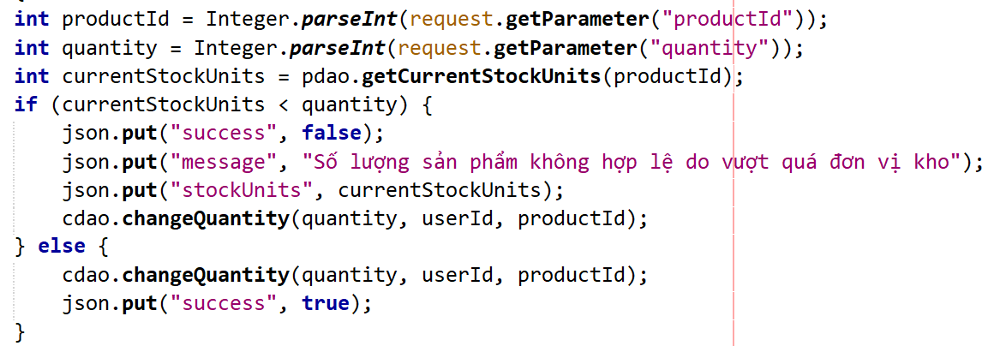 int productId = Integer.parseInt(request.getParameter("productId"));
int quantity = Integer.parseInt(request.getParameter("quantity"));
int currentStockUnits = pdao.getCurrentStockUnits(productId);
if (currentStockUnits < quantity) {
    json.put("success", false);
    json.put("message", "Số lượng sản phẩm không hợp lệ do vượt quá đơn vị kho");
    json.put("stockUnits", currentStockUnits);
    cdao.changeQuantity(quantity, userId, productId);
} else {
    cdao.changeQuantity(quantity, userId, productId);
    json.put("success", true);
}